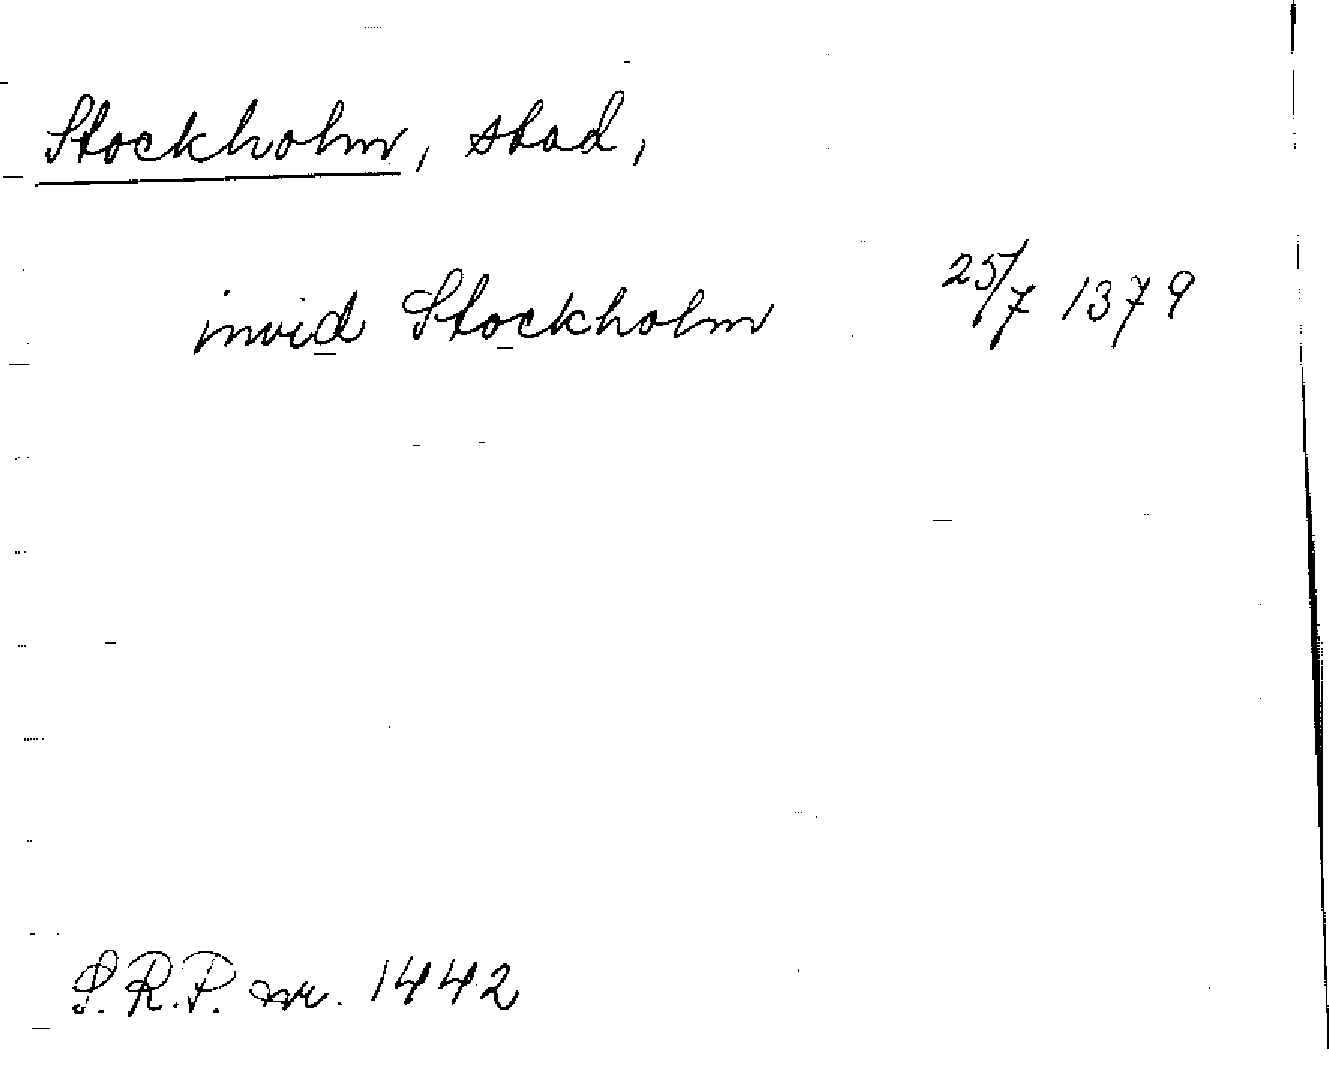 Stockholm, stad,
invid Stockholm 25/7 1379
S.R.P. nr. 1442